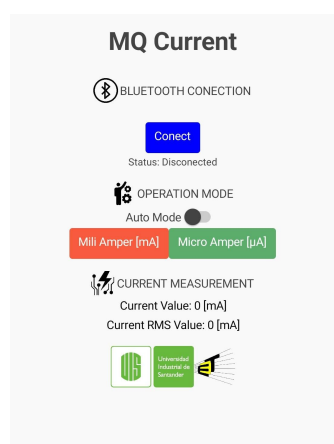 MQ Current
BLUETOOTH CONECTION
Conect
Status: Disconected
OPERATION MODE
Auto Mode
Mili Amper [mA] Micro Amper [µA]
CURRENT MEASUREMENT
Current Value: 0 [mA]
Current RMS Value: 0 [mA]
UIS
Universidad
Industrial de
Santander